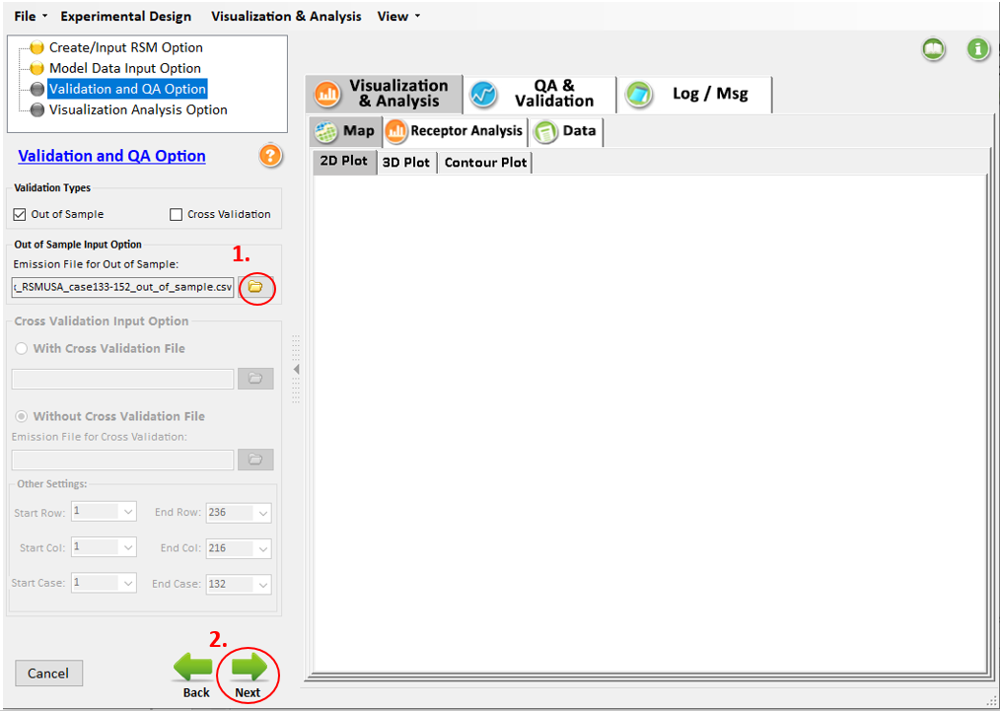 File Experimental Design Visualization & Analysis View
Create/Input RSM Option
Model Data Input Option
Validation and QA Option
Visualization Analysis Option
Validation and QA Option
Validation Types
Out of Sample Cross Validation
Out of Sample Input Option
1.
Emission File for Out of Sample:
_RSMUSA_case133-152_out_of_sample.csv
Cross Validation Input Option
With Cross Validation File
Without Cross Validation File
Emission File for Cross Validation:
Other Settings:
Start Row: 1 End Row: 236
Start Col: 1 End Col: 216
Start Case: 1 End Case: 132
2.
Cancel
Back Next
Visualization
& Analysis
QA &
Validation
Log / Msg
Map Receptor Analysis Data
2D Plot 3D Plot Contour Plot